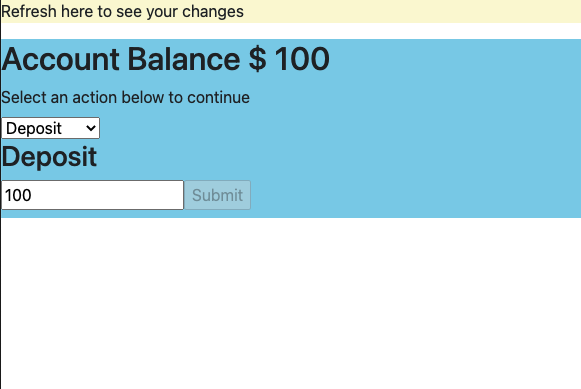 Refresh here to see your changes
Account Balance $ 100
Select an action below to continue
Deposit
Deposit
100 Submit